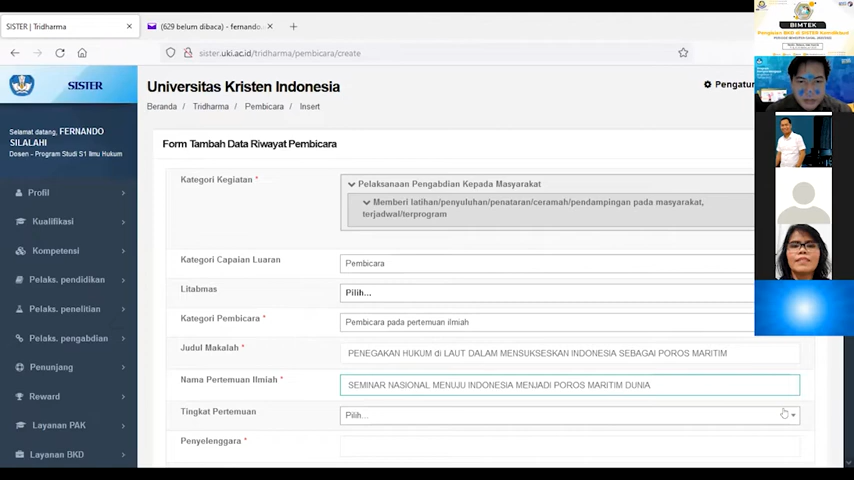 SISTER | Tridharma
(629 belum dibaca) - fernando.
sister.uki.ac.id/tridharma/pembicara/create
SISTER
Universitas Kristen Indonesia
Pengatur
Beranda / Tridharma / Pembicara / Insert
Selamat datang, FERNANDO
SILALAHI
Dosen - Program Studi S1 Ilmu Hukum
Profil
Kualifikasi
Kompetensi
Pelaks. pendidikan
Pelaks. penelitian
Pelaks. pengabdian
Penunjang
Reward
Layanan PAK
Layanan BKD
Form Tambah Data Riwayat Pembicara
Kategori Kegiatan *
Pelaksanaan Pengabdian Kepada Masyarakat
Memberi latihan/penyuluhan/penataran/ceramah/pendampingan pada masyarakat,
terjadwal/terprogram
Kategori Capaian Luaran
Pembicara
Litabmas
Pilih...
Kategori Pembicara *
Pembicara pada pertemuan ilmiah
Judul Makalah *
PENEGAKAN HUKUM di LAUT DALAM MENSUKSESKAN INDONESIA SEBAGAI POROS MARITIM
Nama Pertemuan Ilmiah *
SEMINAR NASIONAL MENUJU INDONESIA MENJADI POROS MARITIM DUNIA
Tingkat Pertemuan
Pilih...
Penyelenggara *
BIMTEK
Pengisian BKD di SISTER Kemdikbud